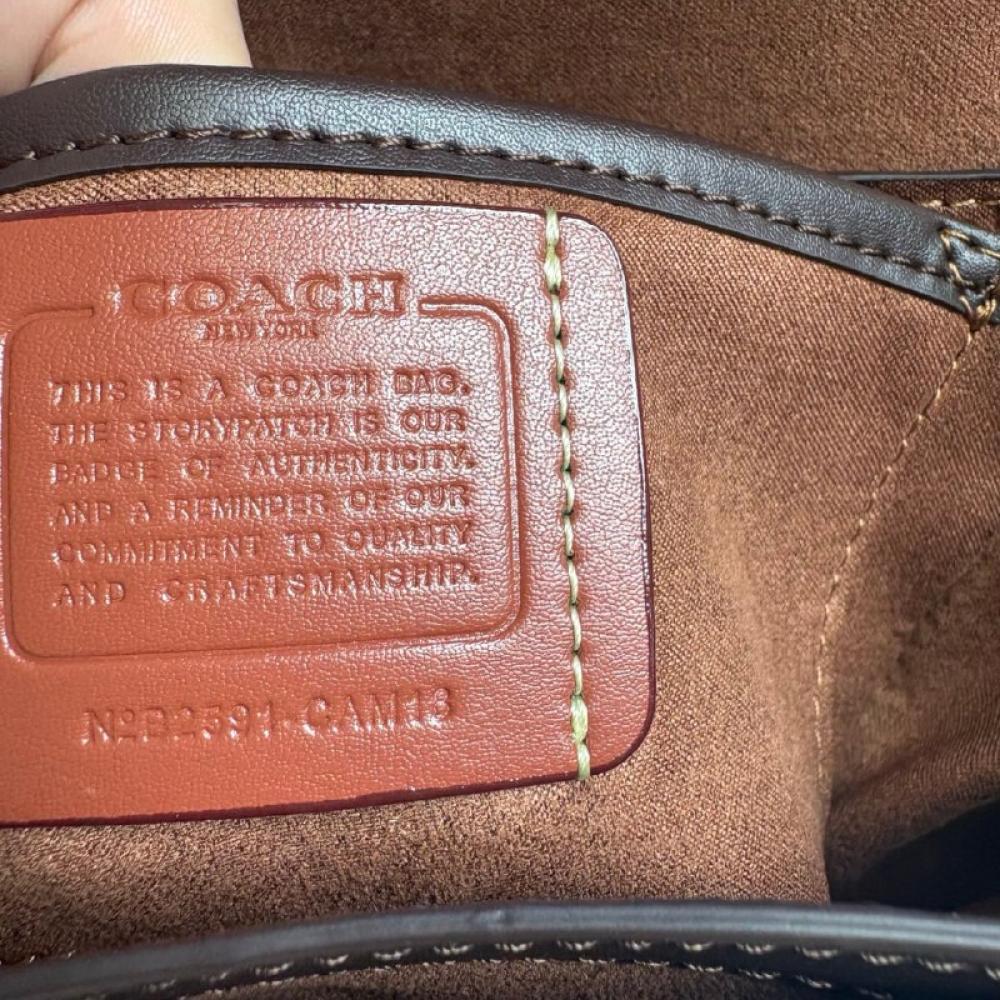 COACH
NEW YORK
THIS IS A COACH BAG.
THE STORYPATCH IS OUR
BADGE OF AUTHENTICITY.
AND A REMINDER OF OUR
COMMITMENT TO QUALITY
AND CRAFTSMANSHIP.
NºB2591-CAM18